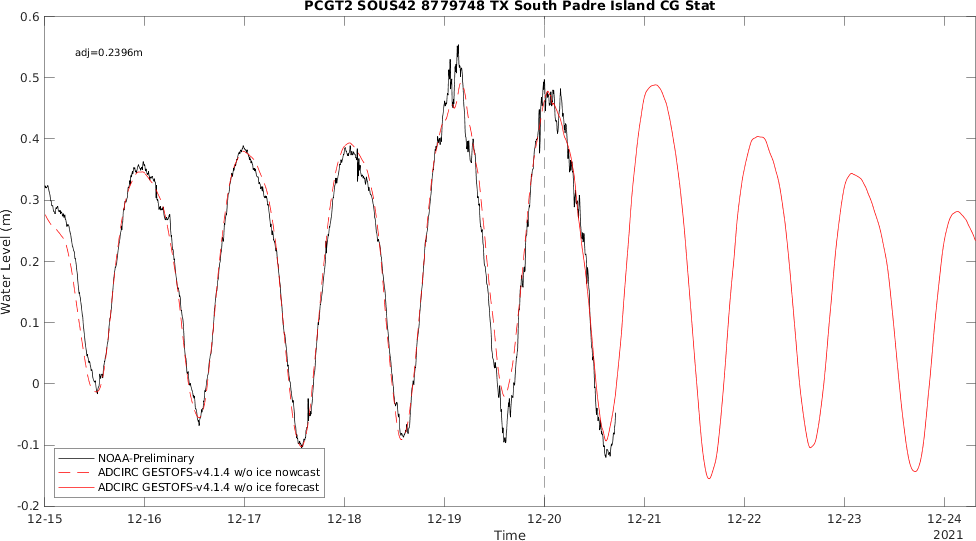 PCGT2 SOUS42 8779748 TX South Padre Island CG Stat
adj=0.2396m
0.6
0.5
0.4
0.3
0.2
0.1
0
-0.1
-0.2
Water Level (m)
NOAA-Preliminary
ADCIRC GESTOFS-v4.1.4 w/o ice nowcast
ADCIRC GESTOFS-v4.1.4 w/o ice forecast
12-15 12-16 12-17 12-18 12-19 12-20 12-21 12-22 12-23 12-24
Time
2021